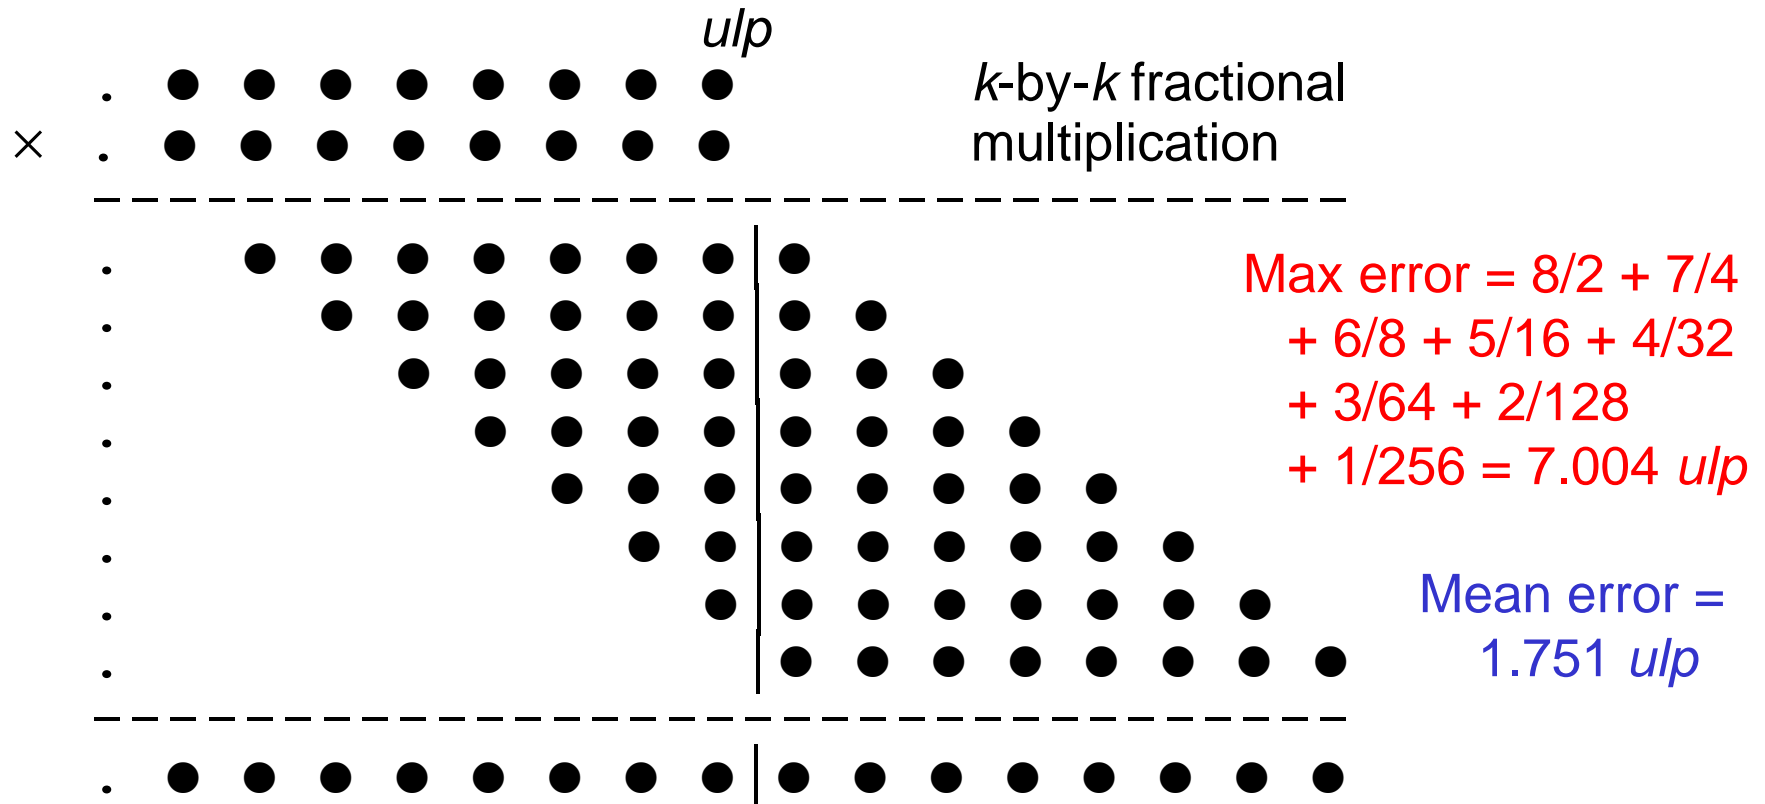 ulp
k-by-k fractional
multiplication
×
Max error = 8/2 + 7/4
+ 6/8 + 5/16 + 4/32
+ 3/64 + 2/128
+ 1/256 = 7.004 ulp
Mean error =
1.751 ulp